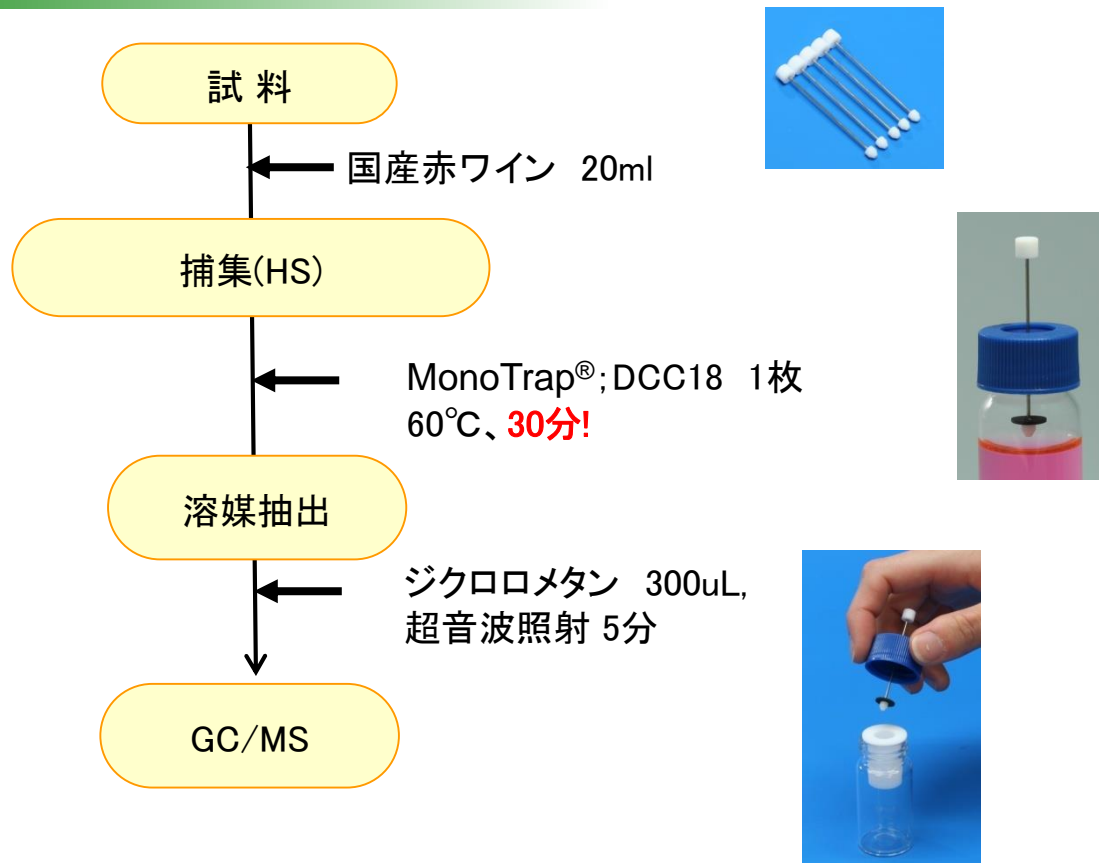 試 料
国産赤ワイン 20ml
捕集(HS)
MonoTrap®;DCC18 1枚
60℃、30分!
溶媒抽出
ジクロロメタン 300uL,
超音波照射 5分
GC/MS